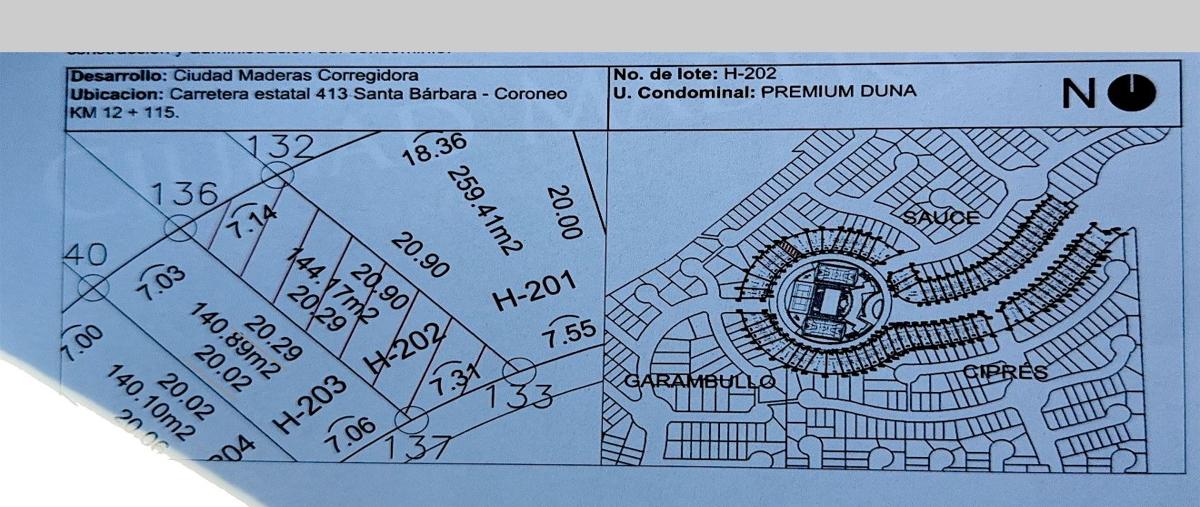 Desarrollo: Ciudad Maderas Corregidora
Ubicacion: Carretera estatal 413 Santa Bárbara - Coroneo
KM 12 + 115.
No. de lote: H-202
U. Condominal: PREMIUM DUNA
N
132
18.36
136
7.14
259.41m2
20.00
40
20.90
7.03
144.17m2
20.90
20.29
H-201
7.55
7.00
20.29
140.89m2
20.02
H-202
7.31
133
20.02
140.10m2
20.06
H-203
7.06
137
SAUCE
GARAMBULLO
CIPRÉS